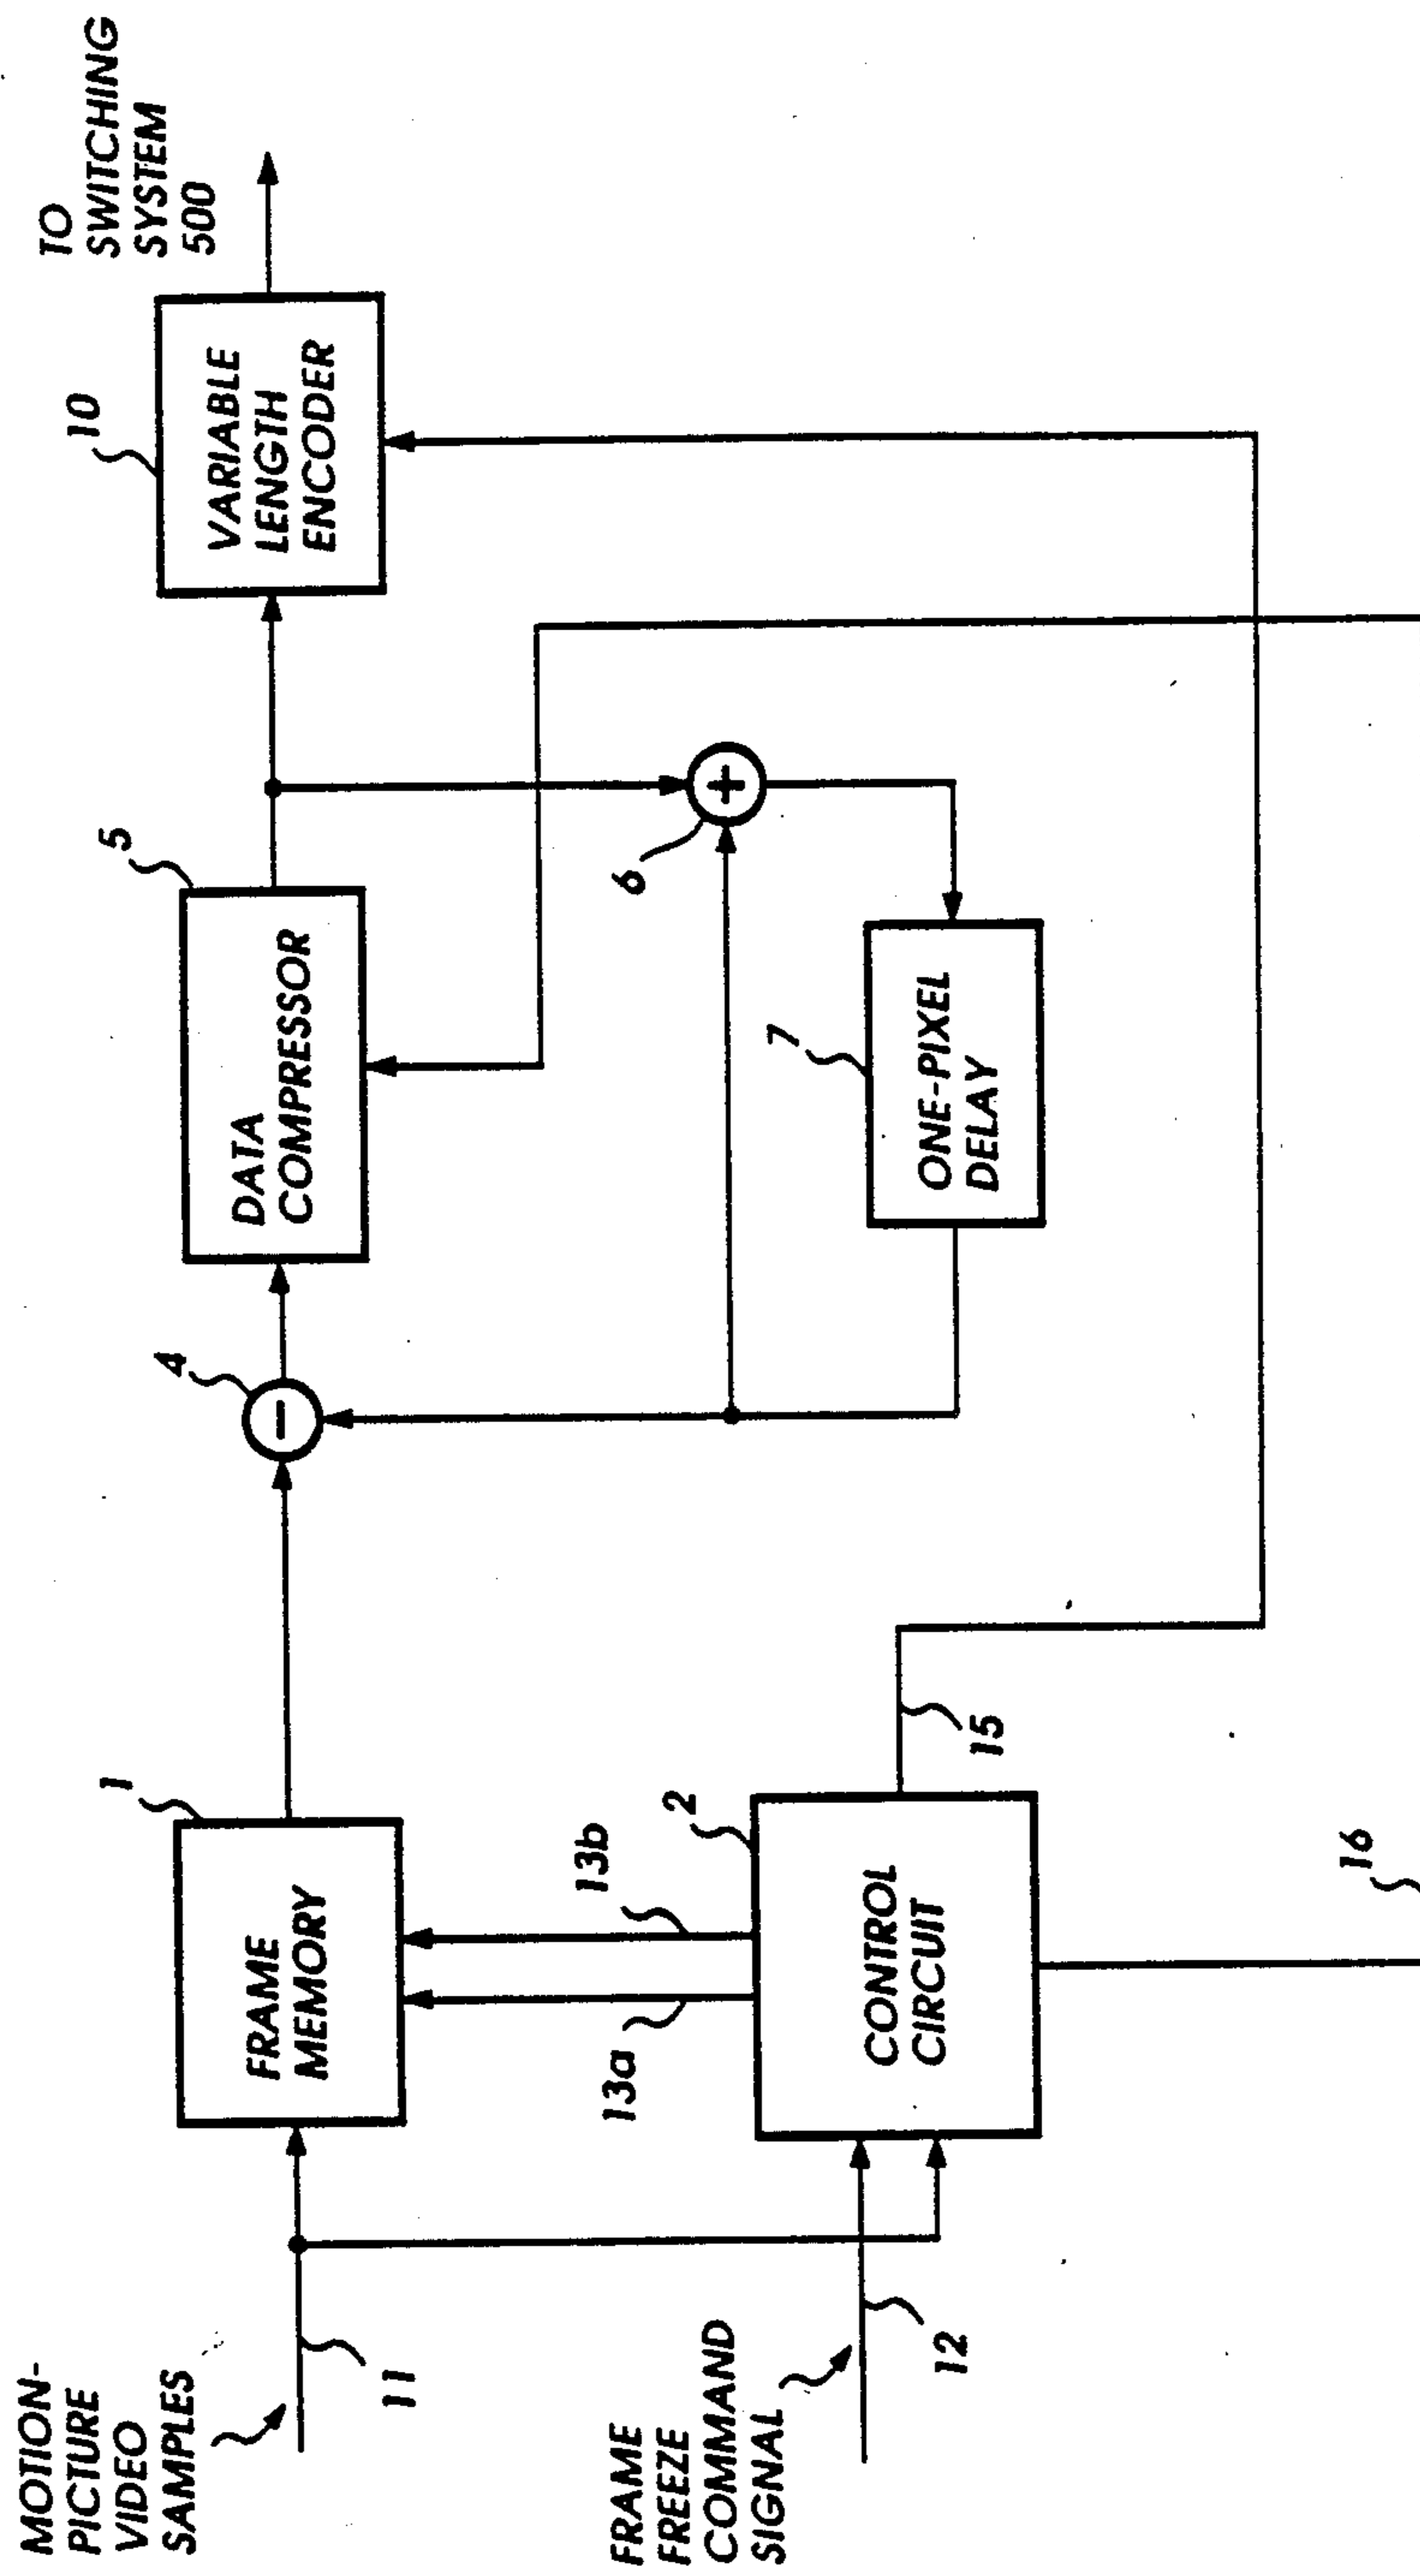 MOTION-
PICTURE
VIDEO
SAMPLES
11
FRAME
MEMORY
1
4
DATA
COMPRESSOR
5
VARIABLE
LENGTH
ENCODER
10
TO
SWITCHING
SYSTEM
500
13a
13b
6
+
-
ONE-PIXEL
DELAY
7
FRAME
FREEZE
COMMAND
SIGNAL
12
CONTROL
CIRCUIT
2
15
16